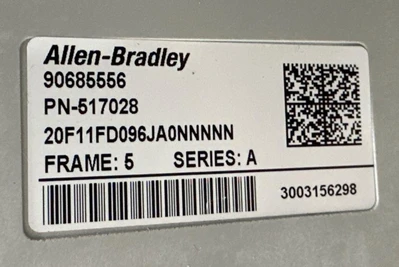 Allen-Bradley
90685556
PN-517028
20F11FD096JA0NNNNN
FRAME: 5 SERIES: A
3003156298